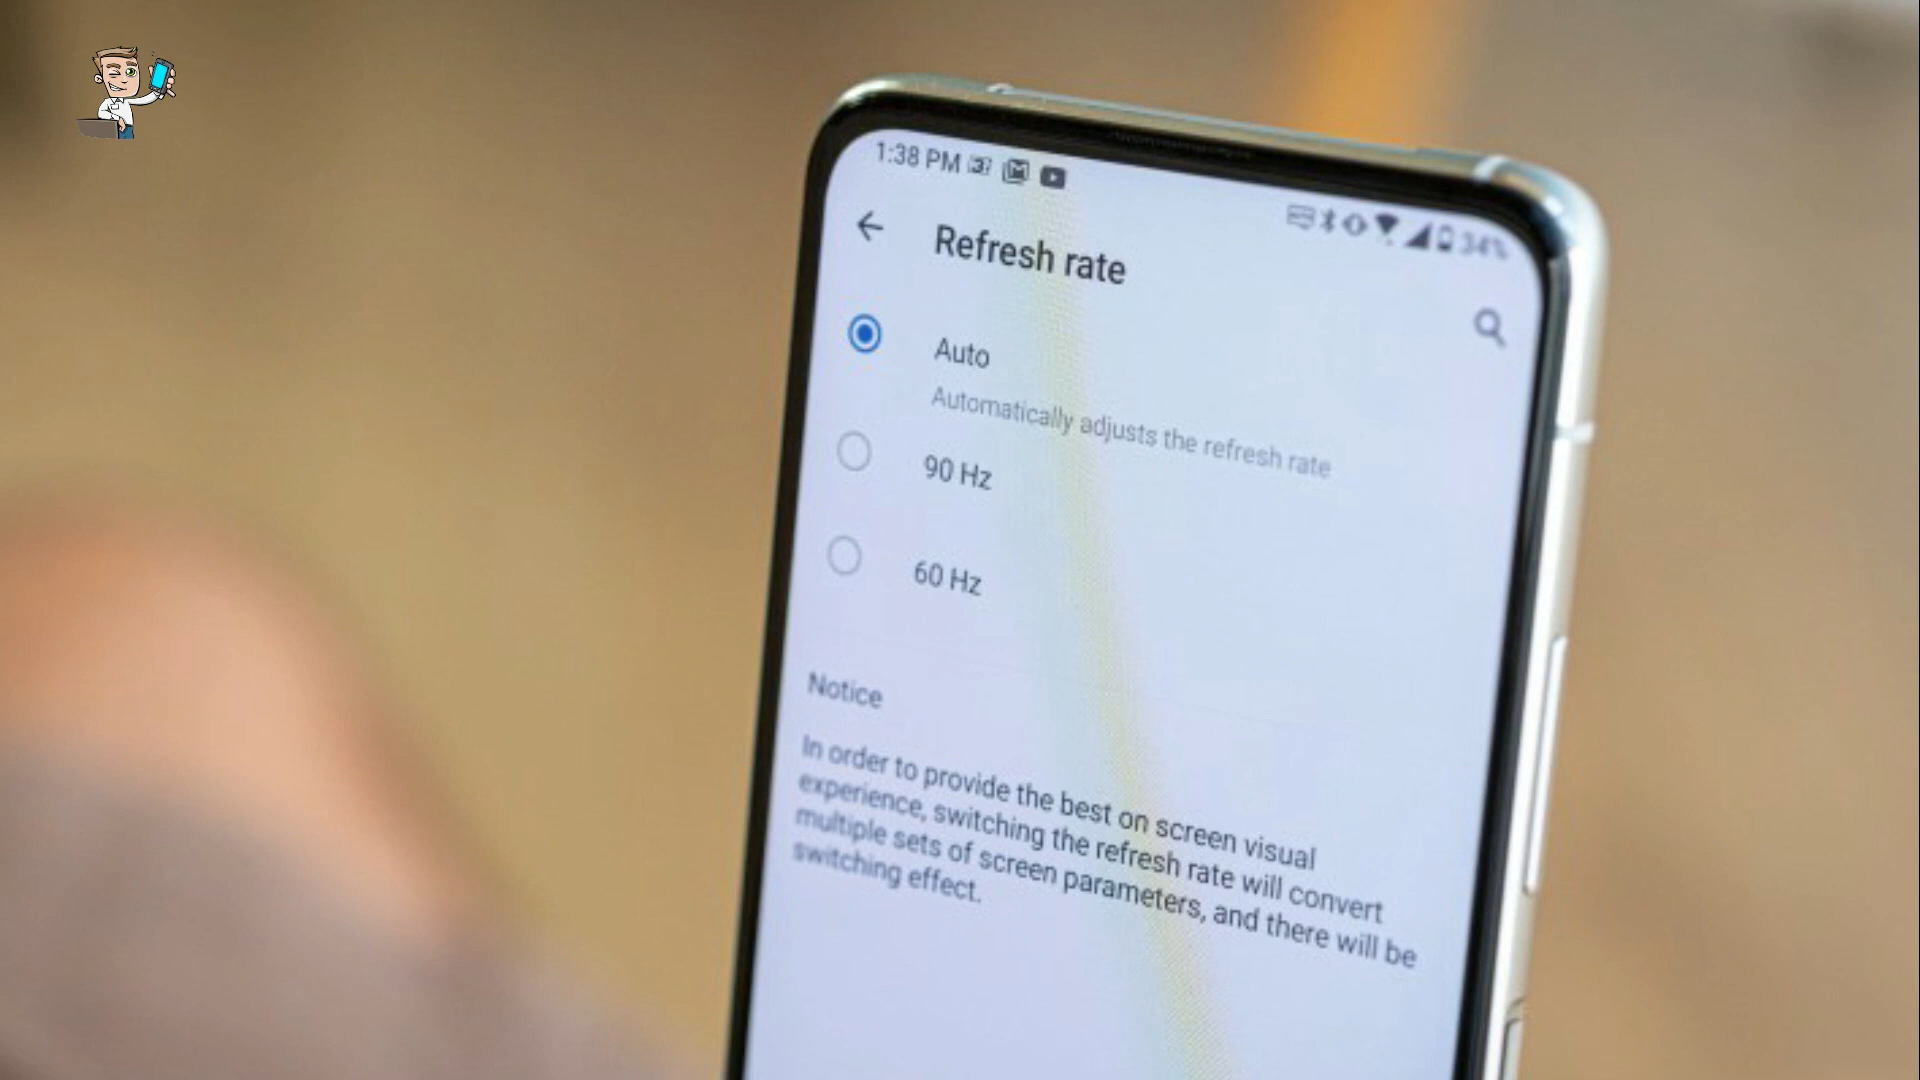 1:38 PM
34%
Refresh rate
Auto
Automatically adjusts the refresh rate
90 Hz
60 Hz
Notice
In order to provide the best on screen visual
experience, switching the refresh rate will convert
multiple sets of screen parameters, and there will be
switching effect.